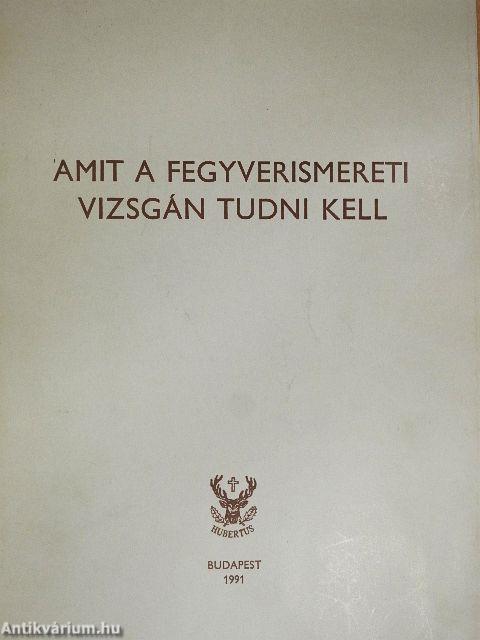 AMIT A FEGYVERISMERETI
VIZSGÁN TUDNI KELL
HUBERTUS
BUDAPEST
1991
Antikvárium.hu